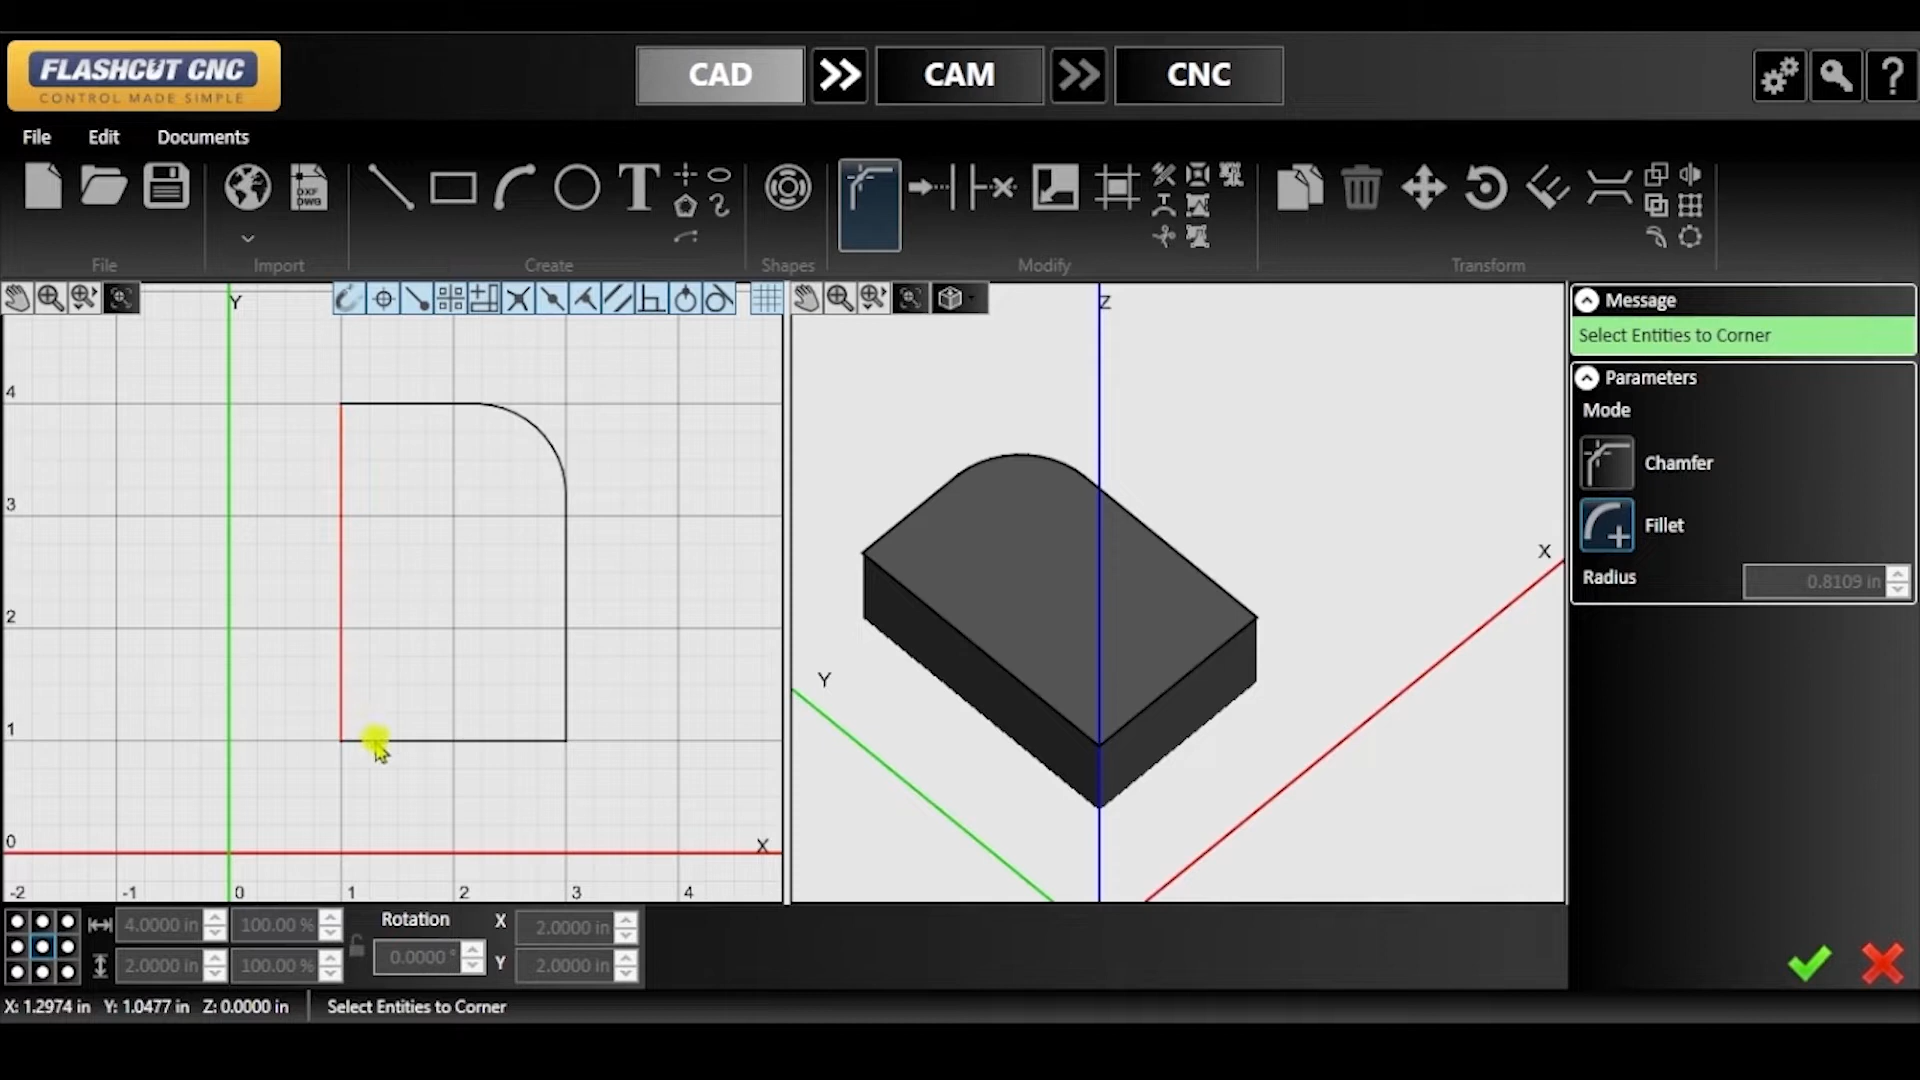 FLASHCUT CNC
CONTROL MADE SIMPLE
CAD
CAM
CNC
?
File Edit Documents
DXF
DWG
T
File Import Create Shapes Modify Transform
Y
4
3
2
1
0
X
-2 -1 0 1 2 3 4
Z
X
Y
Message
Select Entities to Corner
Parameters
Mode
Chamfer
Fillet
Radius 0.8109 in
4.0000 in 100.00 % Rotation X 2.0000 in
2.0000 in 100.00 % 0.0000 ° Y 2.0000 in
X: 1.2974 in Y: 1.0477 in Z: 0.0000 in Select Entities to Corner